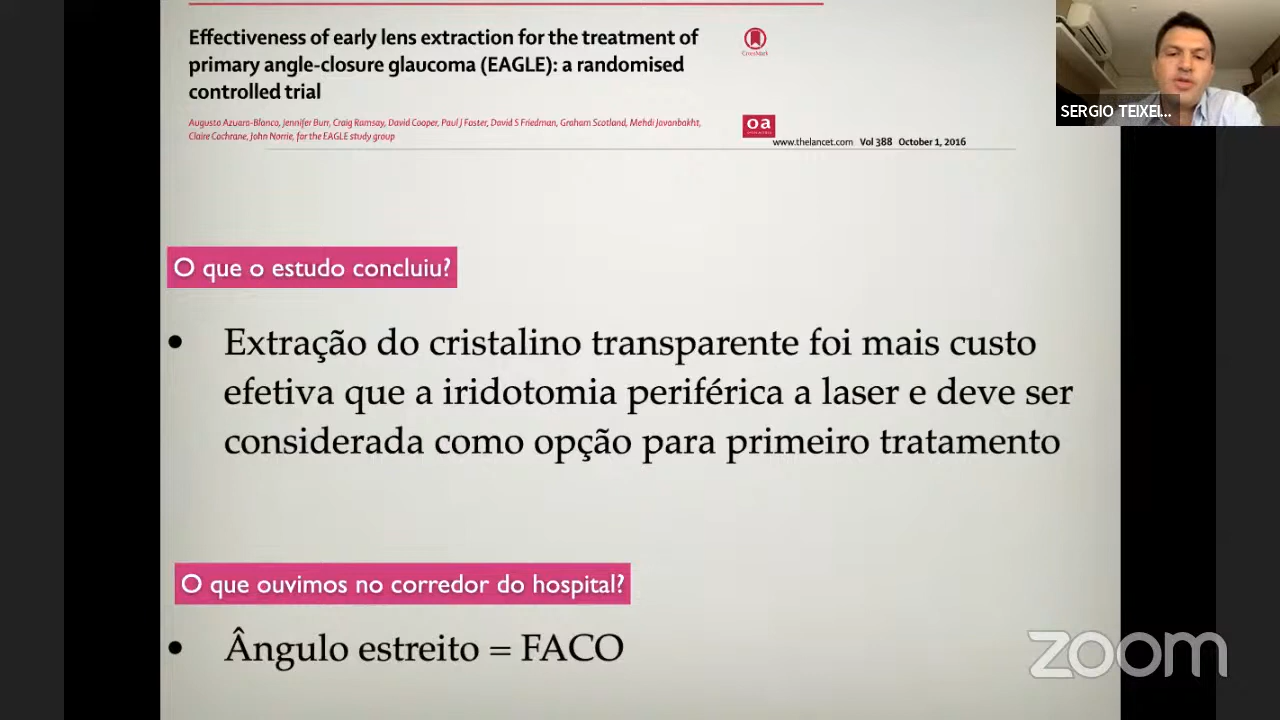 Effectiveness of early lens extraction for the treatment of
primary angle-closure glaucoma (EAGLE): a randomised
controlled trial
CrossMark
Augusto Azuara-Blanco, Jennifer Burr, Craig Ramsay, David Cooper, Paul J Foster, David S Friedman, Graham Scotland, Mehdi Javanbakht,
Claire Cochrane, John Norrie, for the EAGLE study group
oa
www.thelancet.com Vol 388 October 1, 2016
SERGIO TEIXEI...
O que o estudo concluiu?
• Extração do cristalino transparente foi mais custo
efetiva que a iridotomia periférica a laser e deve ser
considerada como opção para primeiro tratamento
O que ouvimos no corredor do hospital?
• Ângulo estreito = FACO
zoom